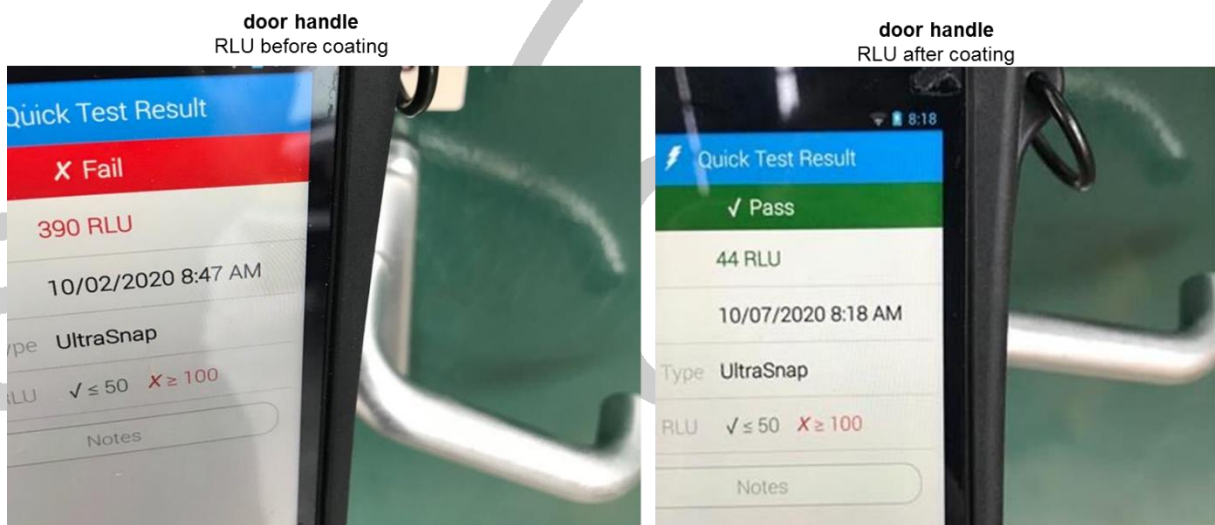 door handle
RLU before coating
Quick Test Result
✗ Fail
390 RLU
10/02/2020 8:47 AM
UltraSnap
✓ ≤ 50 ✗ ≥ 100
Notes
door handle
RLU after coating
8:18
Quick Test Result
✓ Pass
44 RLU
10/07/2020 8:18 AM
Type UltraSnap
RLU ✓ ≤ 50 ✗ ≥ 100
Notes